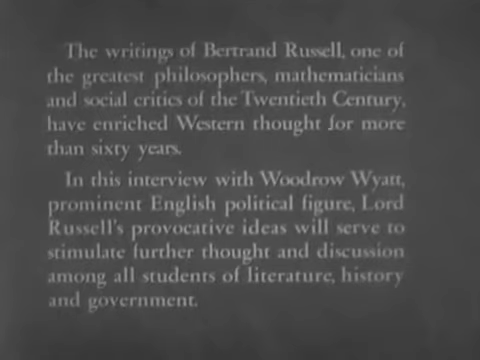 The writings of Bertrand Russell, one of
the greatest philosophers, mathematicians
and social critics of the Twentieth Century,
have enriched Western thought for more
than sixty years.
In this interview with Woodrow Wyatt,
prominent English political figure, Lord
Russell's provocative ideas will serve to
stimulate further thought and discussion
among all students of literature, history
and government.